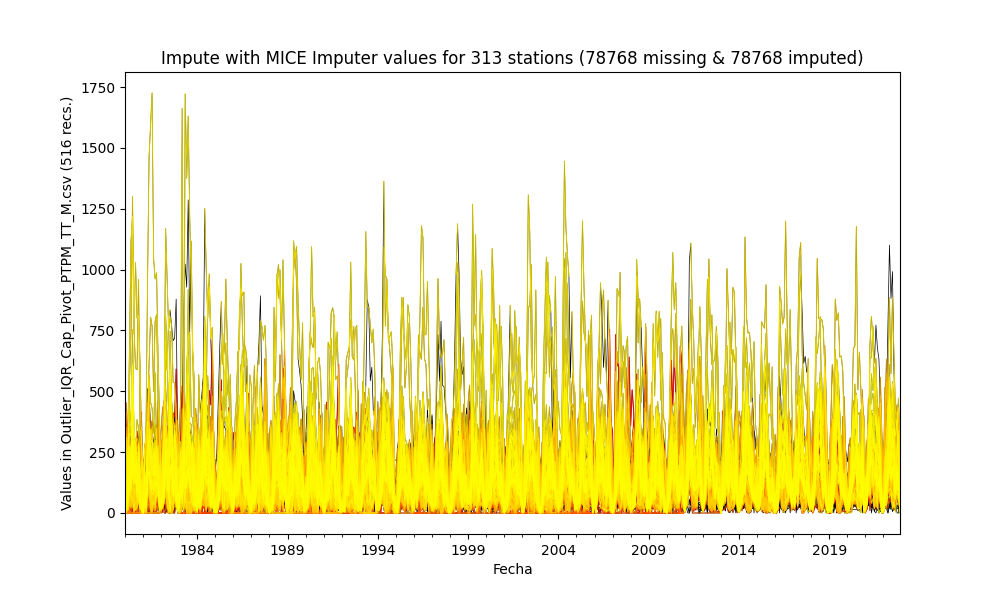 Impute with MICE Imputer values for 313 stations (78768 missing & 78768 imputed)
Values in Outlier_IQR_Cap_Pivot_PTPM_TT_M.csv (516 recs.)
1750
1500
1250
1000
750
500
250
0
1984 1989 1994 1999 2004 2009 2014 2019
Fecha